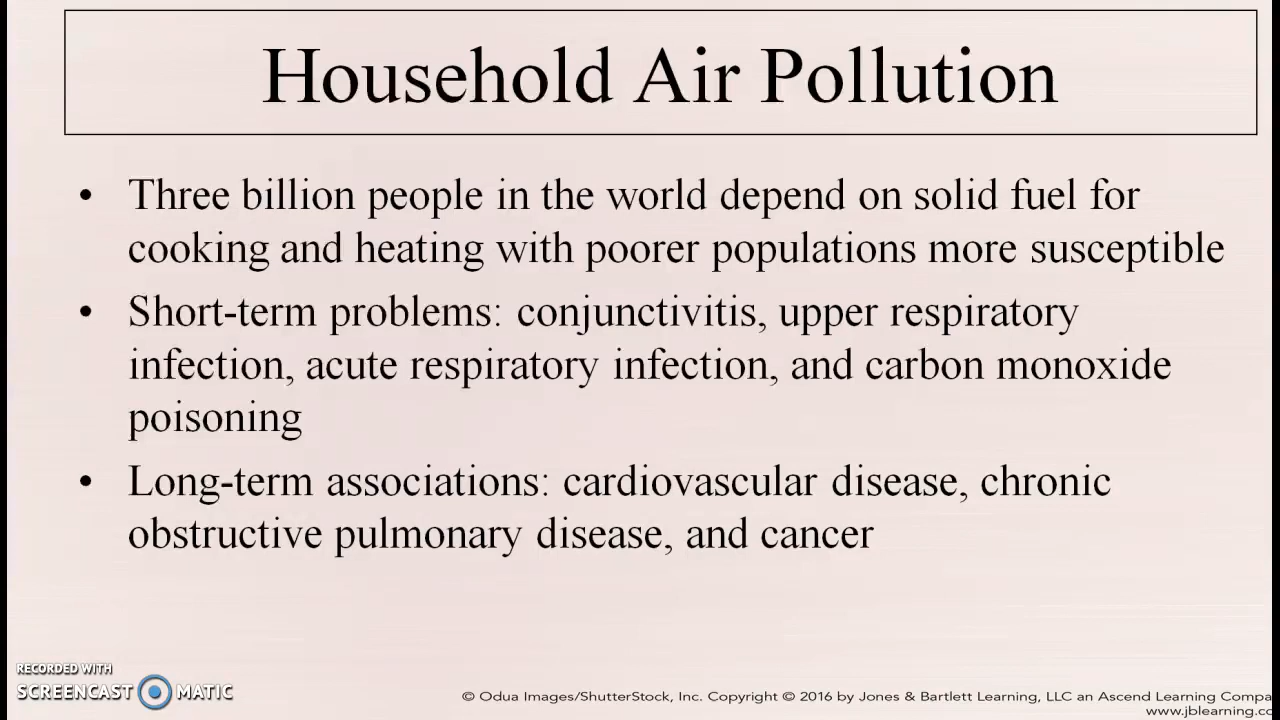 Household Air Pollution
• Three billion people in the world depend on solid fuel for
cooking and heating with poorer populations more susceptible
• Short-term problems: conjunctivitis, upper respiratory
infection, acute respiratory infection, and carbon monoxide
poisoning
• Long-term associations: cardiovascular disease, chronic
obstructive pulmonary disease, and cancer
RECORDED WITH
SCREENCAST MATIC
© Odua Images/ShutterStock, Inc. Copyright © 2016 by Jones & Bartlett Learning, LLC an Ascend Learning Compa
www.jblearning.co